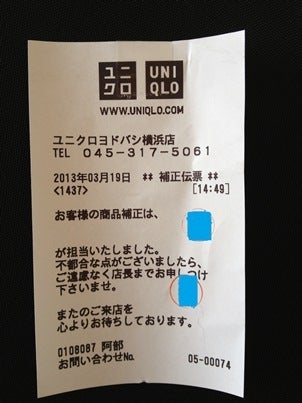 ユニ
クロ
UNI
QLO
WWW.UNIQLO.COM
ユニクロヨドバシ横浜店
TEL 045-317-5061
2013年03月19日 ** 補正伝票 **
<1437> [14:49]
お客様の商品補正は、
が担当いたしました。
不都合な点がございましたら、
ご遠慮なく店長までお申しつけ
下さいませ。
またのご来店を
心よりお待ちしております。
0108087 阿部
お問い合わせNo. 05-00074